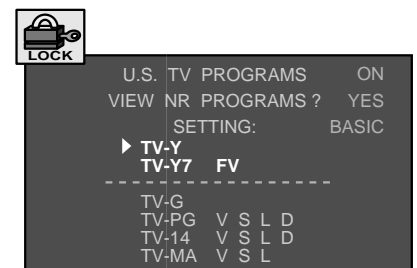 LOCK
U.S. TV PROGRAMS ON
VIEW NR PROGRAMS ? YES
SETTING: BASIC
TV-Y
TV-Y7 FV
TV-G
TV-PG V S L D
TV-14 V S L D
TV-MA V S L